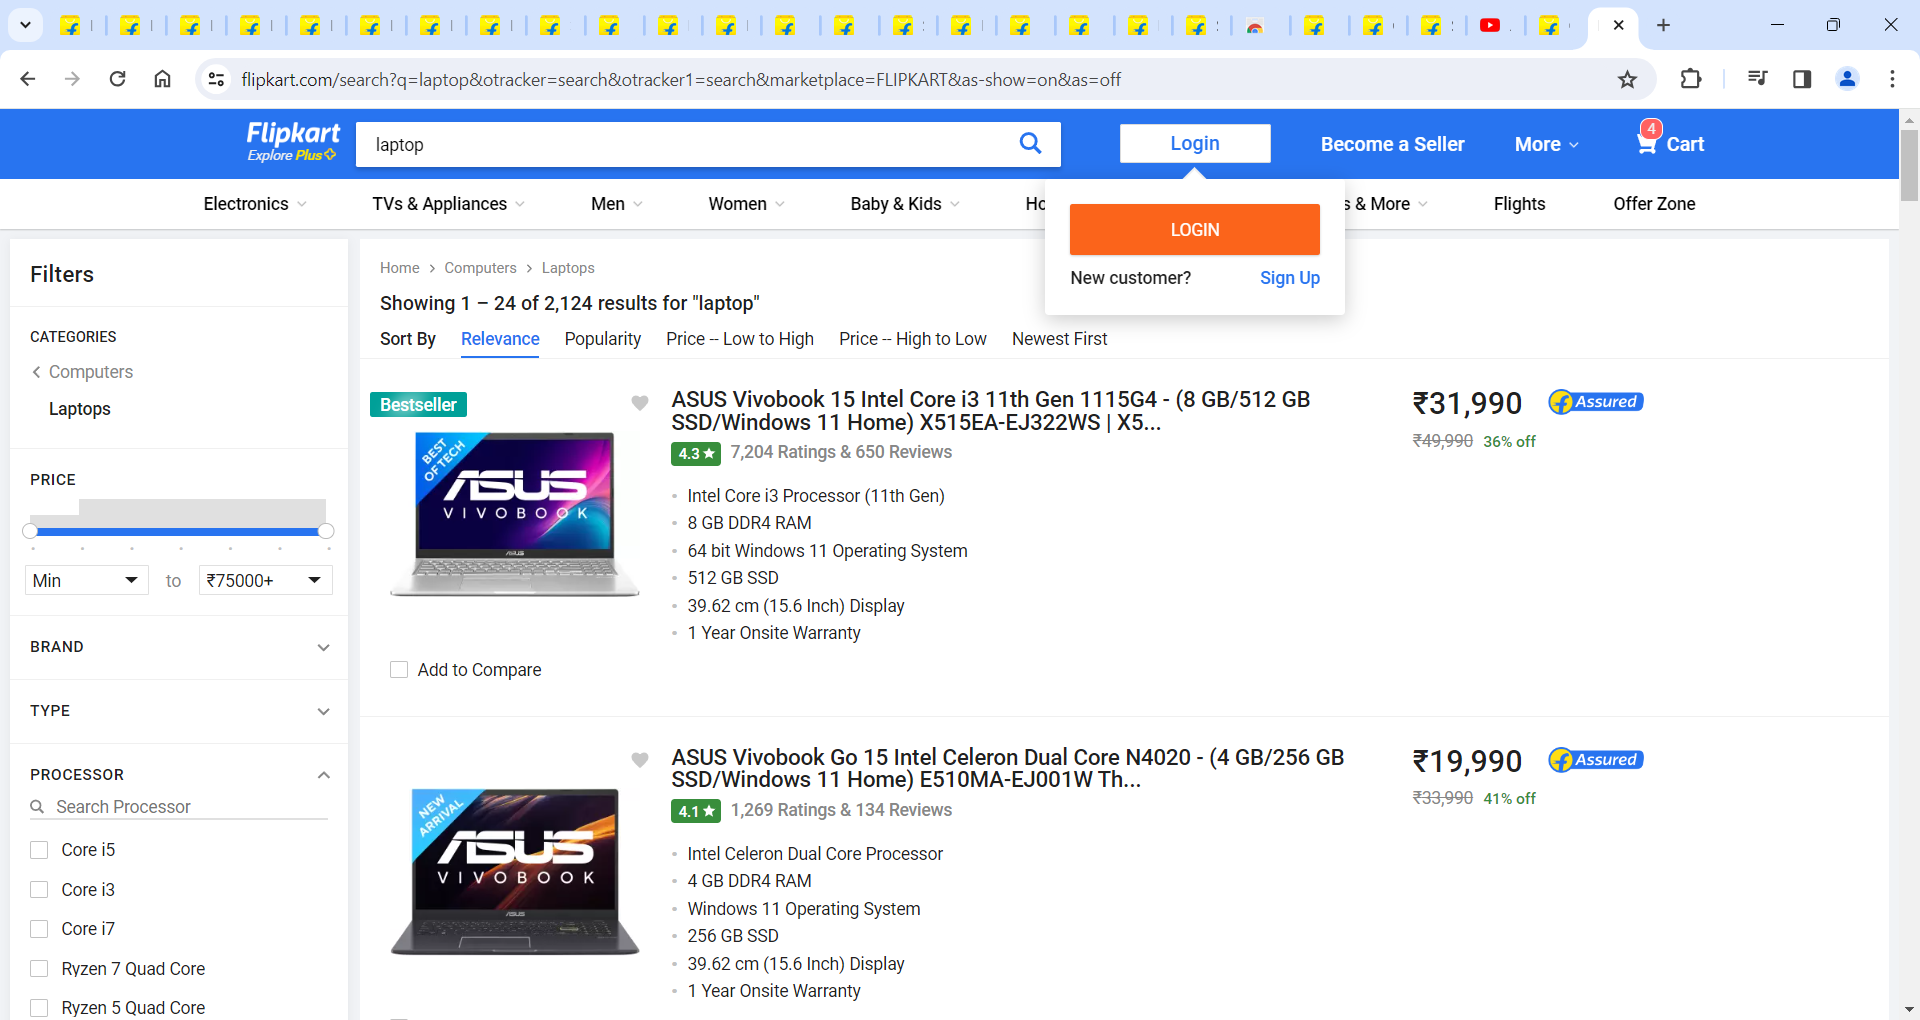 flipkart.com/search?q=laptop&otracker=search&otracker1=search&marketplace=FLIPKART&as-show=on&as=off
Flipkart
Explore Plus
laptop
Login
Become a Seller
More
4
Cart
Electronics
TVs & Appliances
Men
Women
Baby & Kids
Ho
s & More
Flights
Offer Zone
LOGIN
New customer?
Sign Up
Filters
CATEGORIES
Computers
Laptops
PRICE
Min
to
₹75000+
BRAND
TYPE
PROCESSOR
Search Processor
Core i5
Core i3
Core i7
Ryzen 7 Quad Core
Ryzen 5 Quad Core
Home
Computers
Laptops
Showing 1 – 24 of 2,124 results for "laptop"
Sort By
Relevance
Popularity
Price -- Low to High
Price -- High to Low
Newest First
Bestseller
BEST
OF TECH
ASUS
VIVOBOOK
ASUS
Add to Compare
ASUS Vivobook 15 Intel Core i3 11th Gen 1115G4 - (8 GB/512 GB
SSD/Windows 11 Home) X515EA-EJ322WS | X5...
4.3
7,204 Ratings & 650 Reviews
Intel Core i3 Processor (11th Gen)
8 GB DDR4 RAM
64 bit Windows 11 Operating System
512 GB SSD
39.62 cm (15.6 Inch) Display
1 Year Onsite Warranty
₹31,990
Assured
₹49,990
36% off
NEW
ARRIVAL
ASUS
VIVOBOOK
ASUS
ASUS Vivobook Go 15 Intel Celeron Dual Core N4020 - (4 GB/256 GB
SSD/Windows 11 Home) E510MA-EJ001W Th...
4.1
1,269 Ratings & 134 Reviews
Intel Celeron Dual Core Processor
4 GB DDR4 RAM
Windows 11 Operating System
256 GB SSD
39.62 cm (15.6 Inch) Display
1 Year Onsite Warranty
₹19,990
Assured
₹33,990
41% off